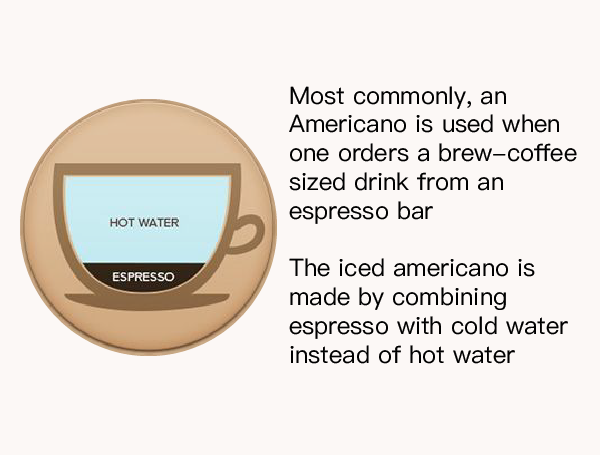 HOT WATER
ESPRESSO
Most commonly, an
Americano is used when
one orders a brew–coffee
sized drink from an
espresso bar
The iced americano is
made by combining
espresso with cold water
instead of hot water